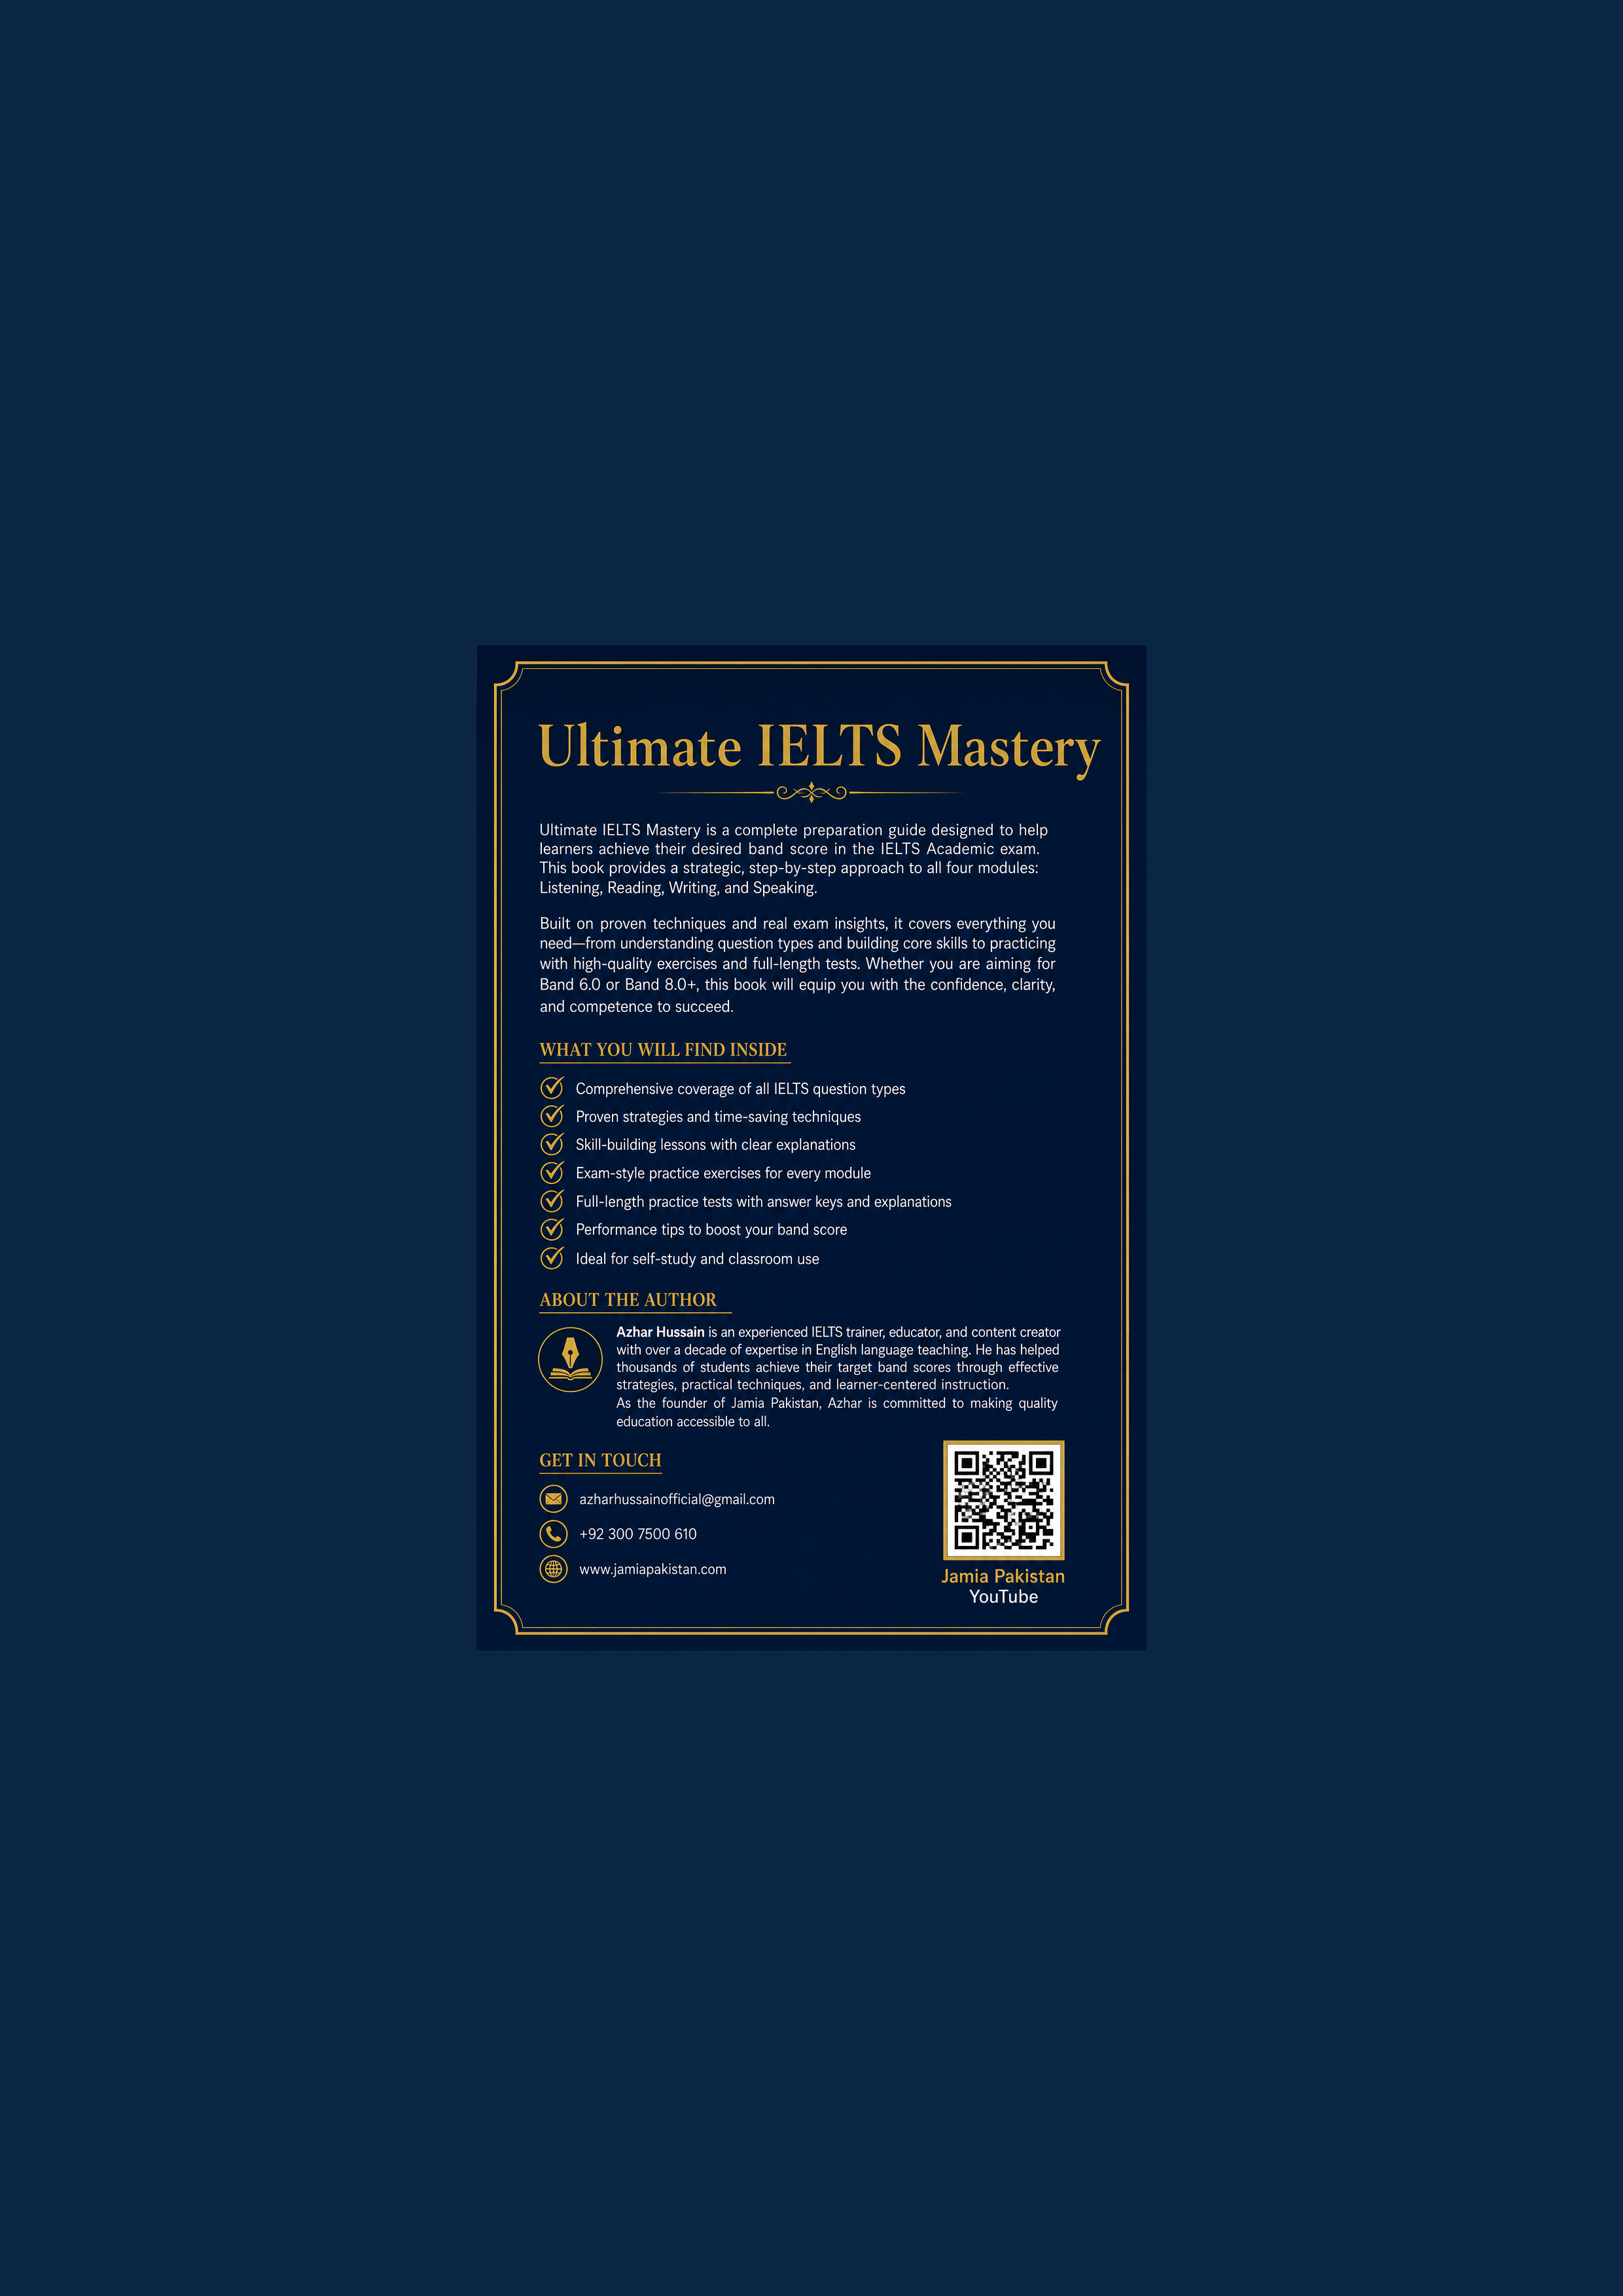 Ultimate IELTS Mastery
Ultimate IELTS Mastery is a complete preparation guide designed to help
learners achieve their desired band score in the IELTS Academic exam.
This book provides a strategic, step-by-step approach to all four modules:
Listening, Reading, Writing, and Speaking.
Built on proven techniques and real exam insights, it covers everything you
need—from understanding question types and building core skills to practicing
with high-quality exercises and full-length tests. Whether you are aiming for
Band 6.0 or Band 8.0+, this book will equip you with the confidence, clarity,
and competence to succeed.
WHAT YOU WILL FIND INSIDE
Comprehensive coverage of all IELTS question types
Proven strategies and time-saving techniques
Skill-building lessons with clear explanations
Exam-style practice exercises for every module
Full-length practice tests with answer keys and explanations
Performance tips to boost your band score
Ideal for self-study and classroom use
ABOUT THE AUTHOR
Azhar Hussain is an experienced IELTS trainer, educator, and content creator
with over a decade of expertise in English language teaching. He has helped
thousands of students achieve their target band scores through effective
strategies, practical techniques, and learner-centered instruction.
As the founder of Jamia Pakistan, Azhar is committed to making quality
education accessible to all.
GET IN TOUCH
azharhussainofficial@gmail.com
+92 300 7500 610
www.jamiapakistan.com
Jamia Pakistan
YouTube